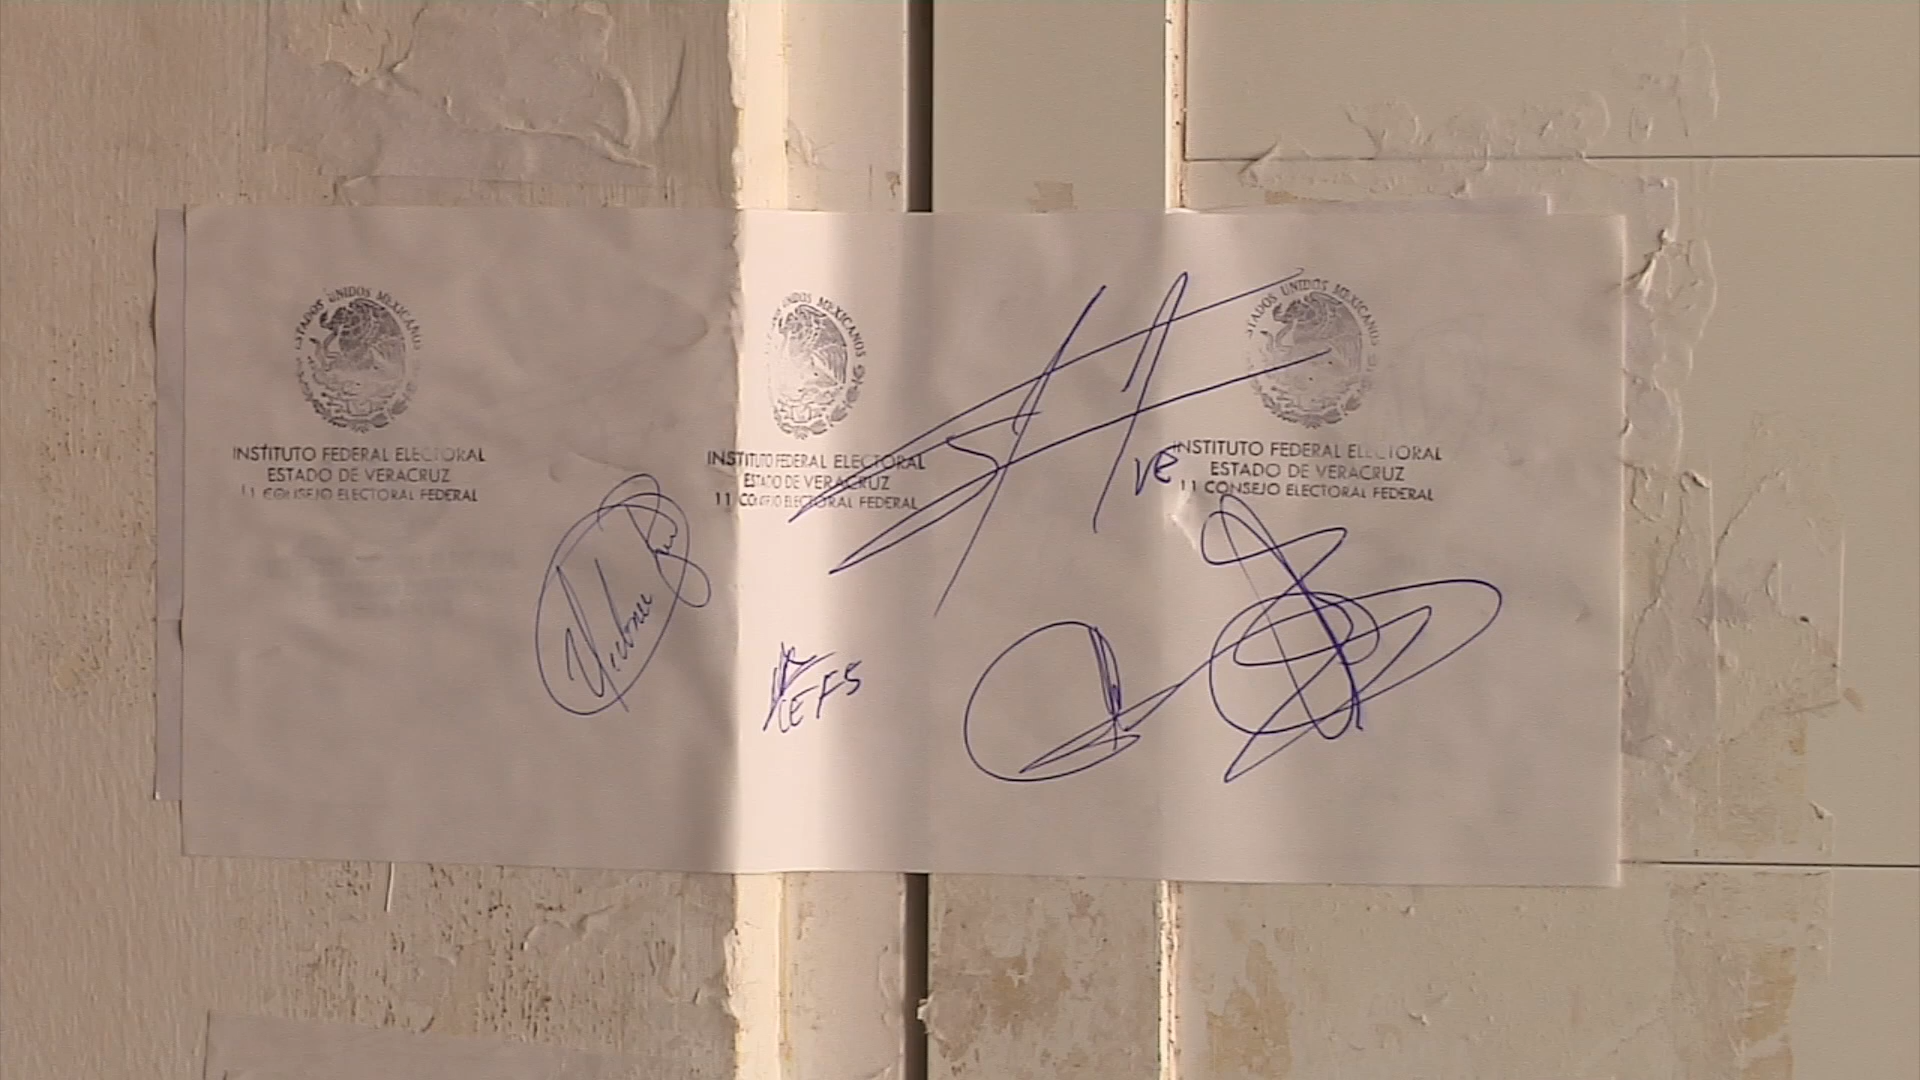 ESTADOS UNIDOS MEXICANOS
INSTITUTO FEDERAL ELECTORAL
ESTADO DE VERACRUZ
11 CONSEJO ELECTORAL FEDERAL
UNIDOS MEXICANOS
INSTITUTO FEDERAL ELECTORAL
ESTADO DE VERACRUZ
11 CONSEJO ELECTORAL FEDERAL
ESTADOS UNIDOS MEXICANOS
INSTITUTO FEDERAL ELECTORAL
ESTADO DE VERACRUZ
11 CONSEJO ELECTORAL FEDERAL
VE